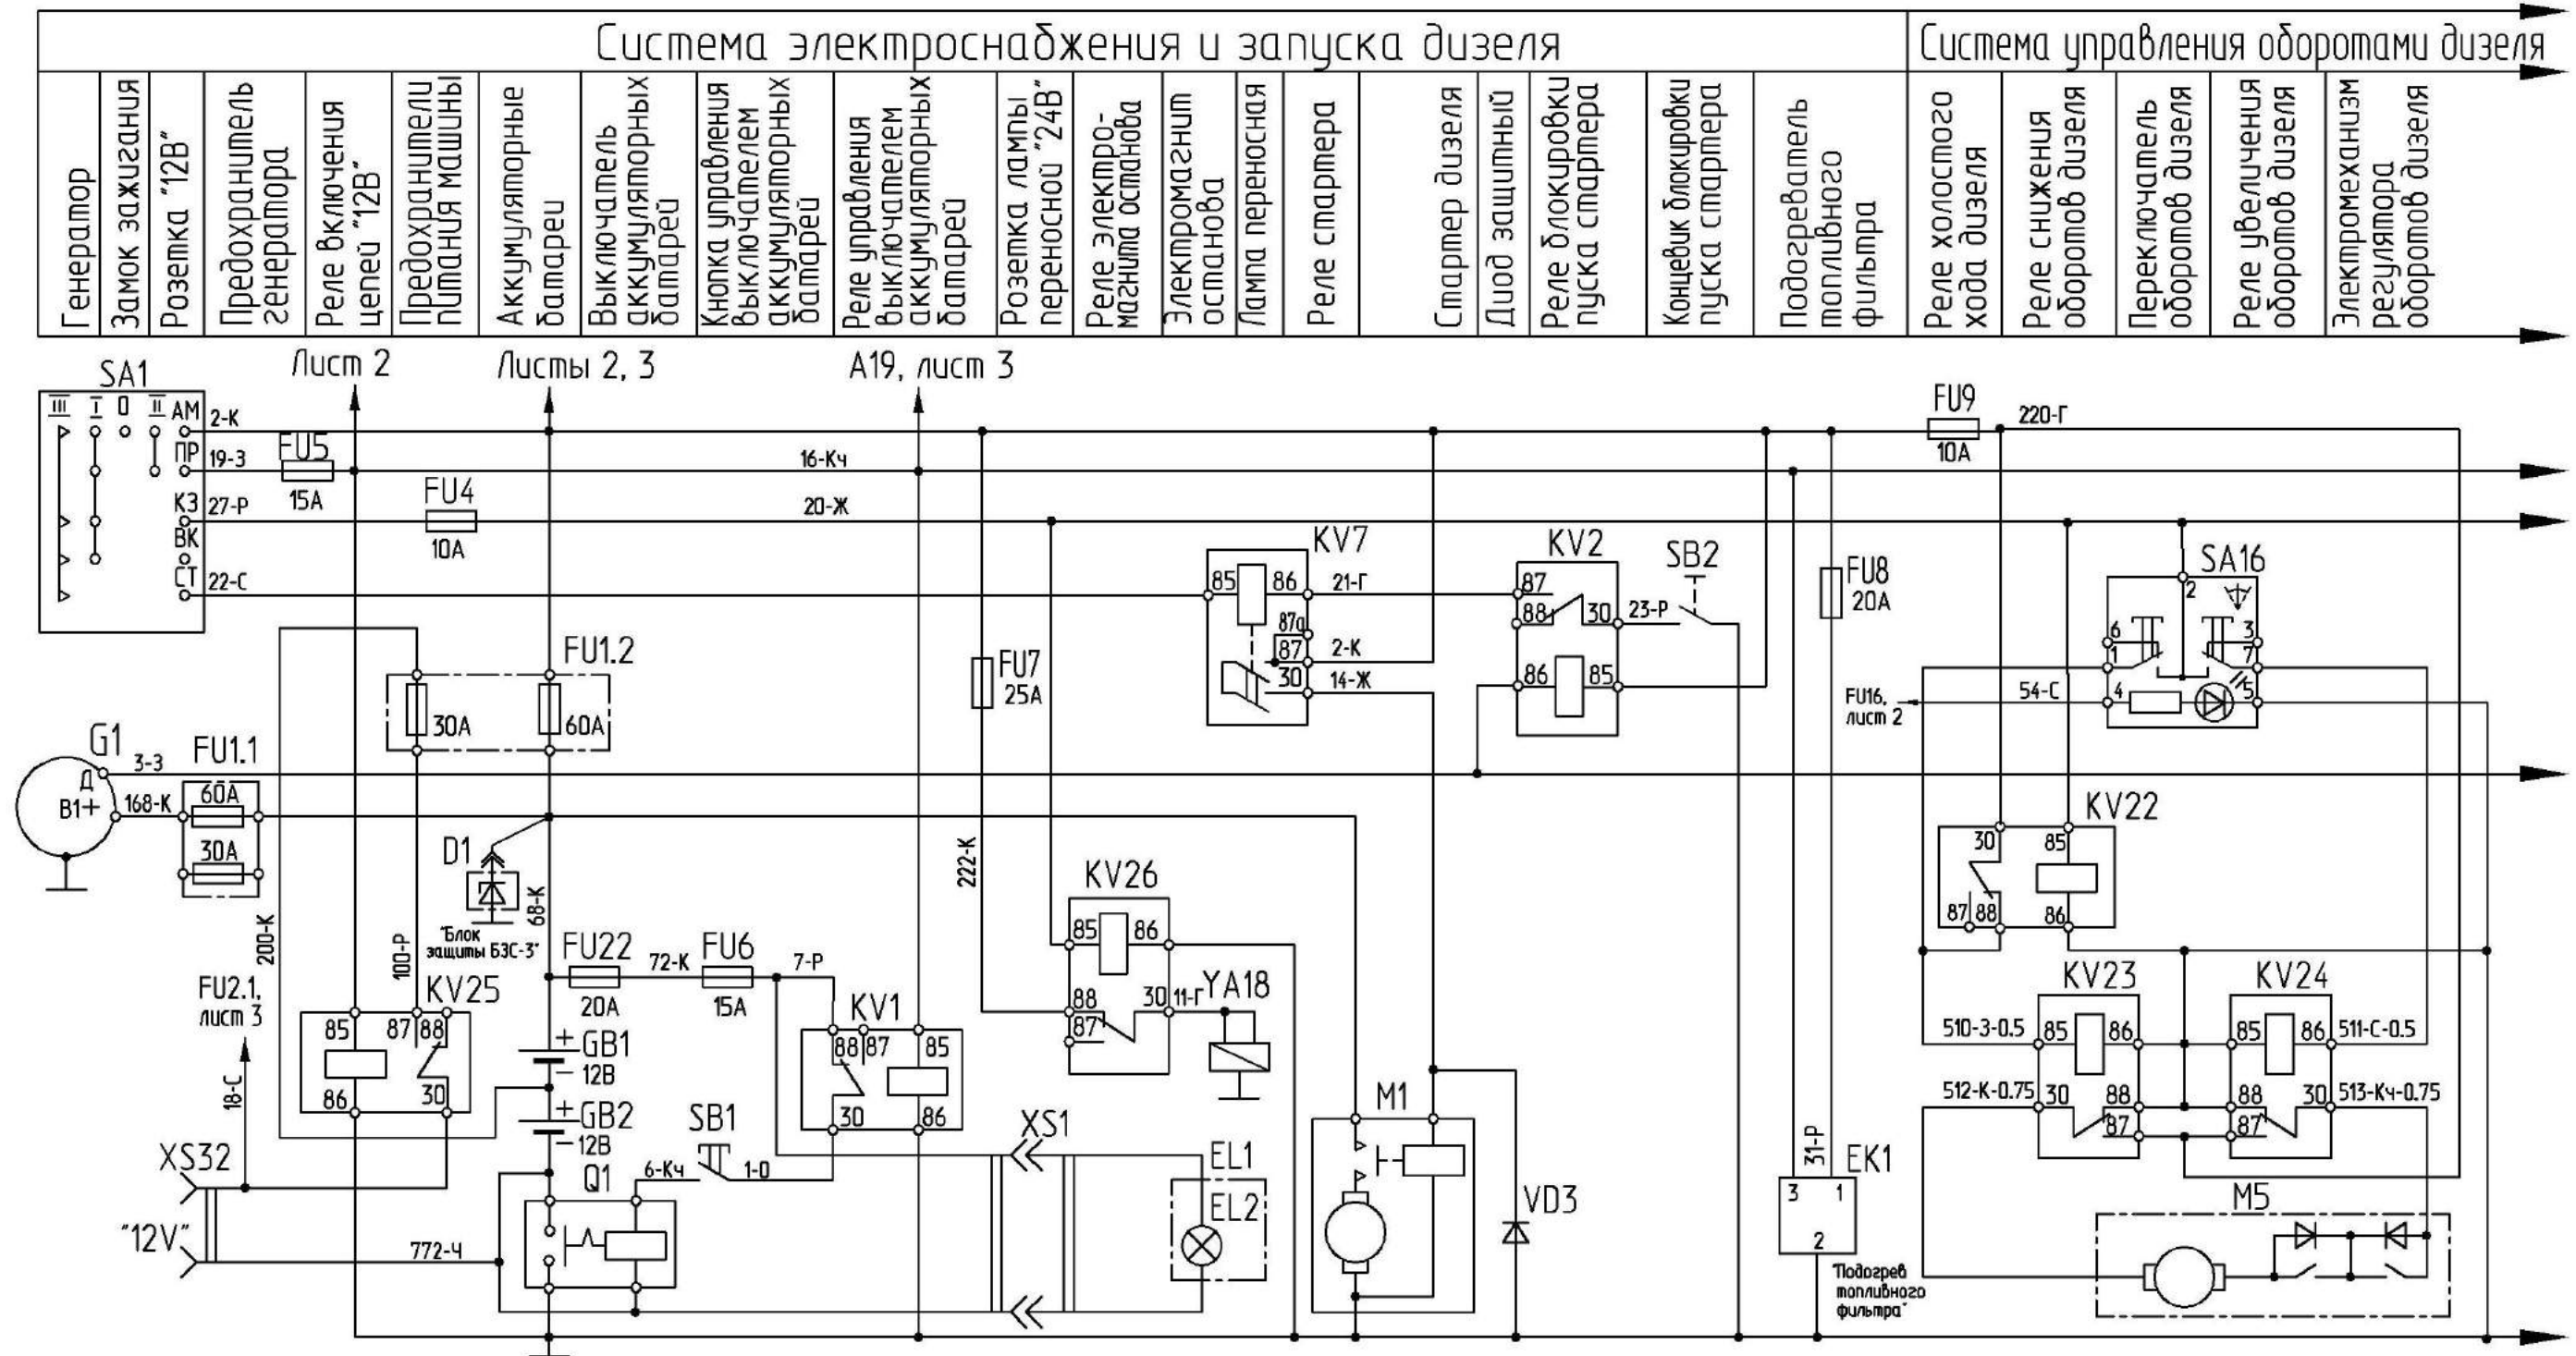 Система электроснабжения и запуска дизеля
Система управления оборотами дизеля
Генератор
Замок зажигания
Розетка "12В"
Предохранитель
генератора
Реле включения
цепей "12В"
Предохранители
питания машины
Аккумуляторные
батареи
Выключатель
аккумуляторных
батарей
Кнопка управления
выключателем
аккумуляторных
батарей
Реле управления
выключателем
аккумуляторных
батарей
Розетка лампы
переносной "24В"
Реле электро-
магнита останова
Электромагнит
останова
Лампа переносная
Реле стартера
Стартер дизеля
Диод защитный
Реле блокировки
пуска стартера
Концевик блокировки
пуска стартера
Подогреватель
топливного
фильтра
Реле холостого
хода дизеля
Реле снижения
оборотов дизеля
Переключатель
оборотов дизеля
Реле увеличения
оборотов дизеля
Электромеханизм
регулятора
оборотов дизеля
Лист 2
Листы 2, 3
А19, лист 3
SA1
III I 0 II АМ
2-К
ПР
19-З
FU5
15А
16-Кч
КЗ
27-Р
FU4
10А
20-Ж
ВК
СТ
22-С
FU9
10А
220-Г
KV7
85 86
21-Г
87а
87
2-К
30
14-Ж
KV2
87
88 30
23-Р
86 85
SB2
FU8
20А
SA16
2
6 3
1 7
4 5
54-С
FU16,
лист 2
FU1.2
30А
60А
FU7
25А
G1
Д
3-З
В1+
168-К
FU1.1
60А
30А
D1
68-К
"Блок
защиты БЗС-3"
222-К
200-К
100-Р
FU2.1,
лист 3
18-С
KV25
85 87 88
86 30
FU22
20А
72-К
FU6
15А
7-Р
KV1
88 87 85
30 86
KV26
85 86
88 30
87
11-Г
YA18
KV22
30 85
87 88 86
KV23
510-З-0.5
85 86
512-К-0.75
30 88
87
KV24
85 86
511-С-0.5
88 30
87
513-Кч-0.75
+ GB1
– 12В
+ GB2
– 12В
XS32
"12V"
772-Ч
Q1
6-Кч
SB1
1-О
XS1
EL1
EL2
M1
VD3
31-Р
EK1
3 1
2
"Подогрев
топливного
фильтра"
M5